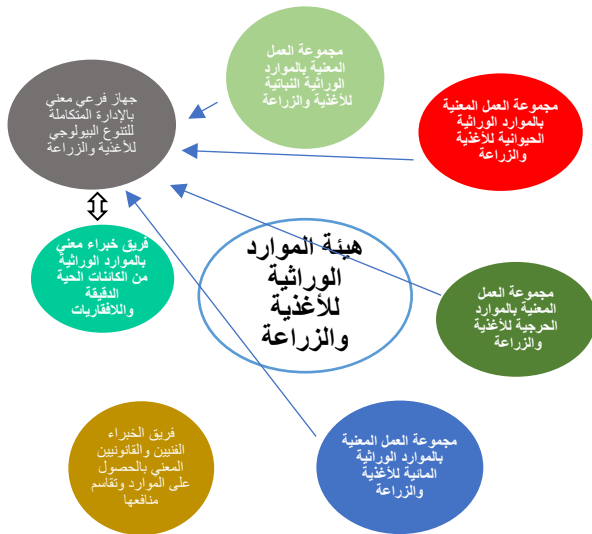 مجموعة العمل
المعنية بالموارد
الوراثية النباتية
للأغذية والزراعة
جهاز فرعي معني
بالإدارة المتكاملة
للتنوع البيولوجي
للأغذية والزراعة
مجموعة العمل المعنية
بالموارد الوراثية
الحيوانية للأغذية
والزراعة
هيئة الموارد
الوراثية
للأغذية
والزراعة
فريق خبراء معني
بالموارد الوراثية
من الكائنات الحية
الدقيقة
واللافقاريات
مجموعة العمل
المعنية بالموارد
الحرجية للأغذية
والزراعة
فريق الخبراء
الفنيين والقانونيين
المعني بالحصول
على الموارد وتقاسم
منافعها
مجموعة العمل المعنية
بالموارد الوراثية
المائية للأغذية
والزراعة